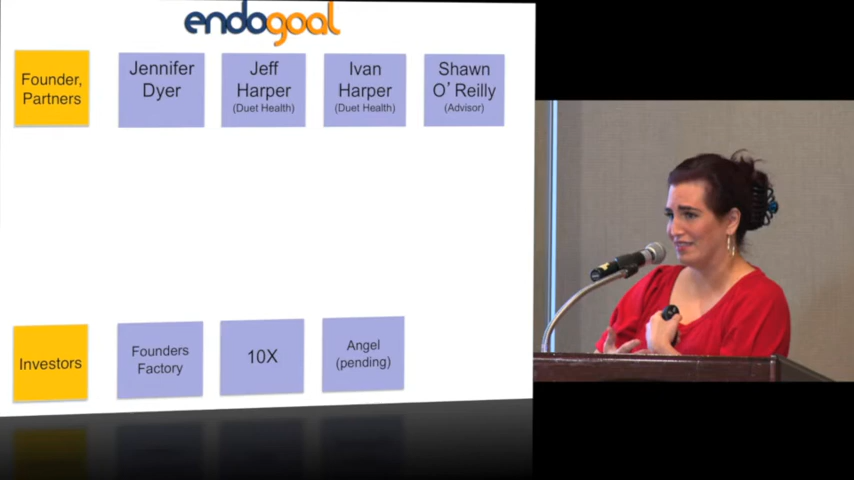 endogoal
Founder,
Partners
Jennifer
Dyer
Jeff
Harper
(Duet Health)
Ivan
Harper
(Duet Health)
Shawn
O' Reilly
(Advisor)
Investors
Founders
Factory
10X
Angel
(pending)